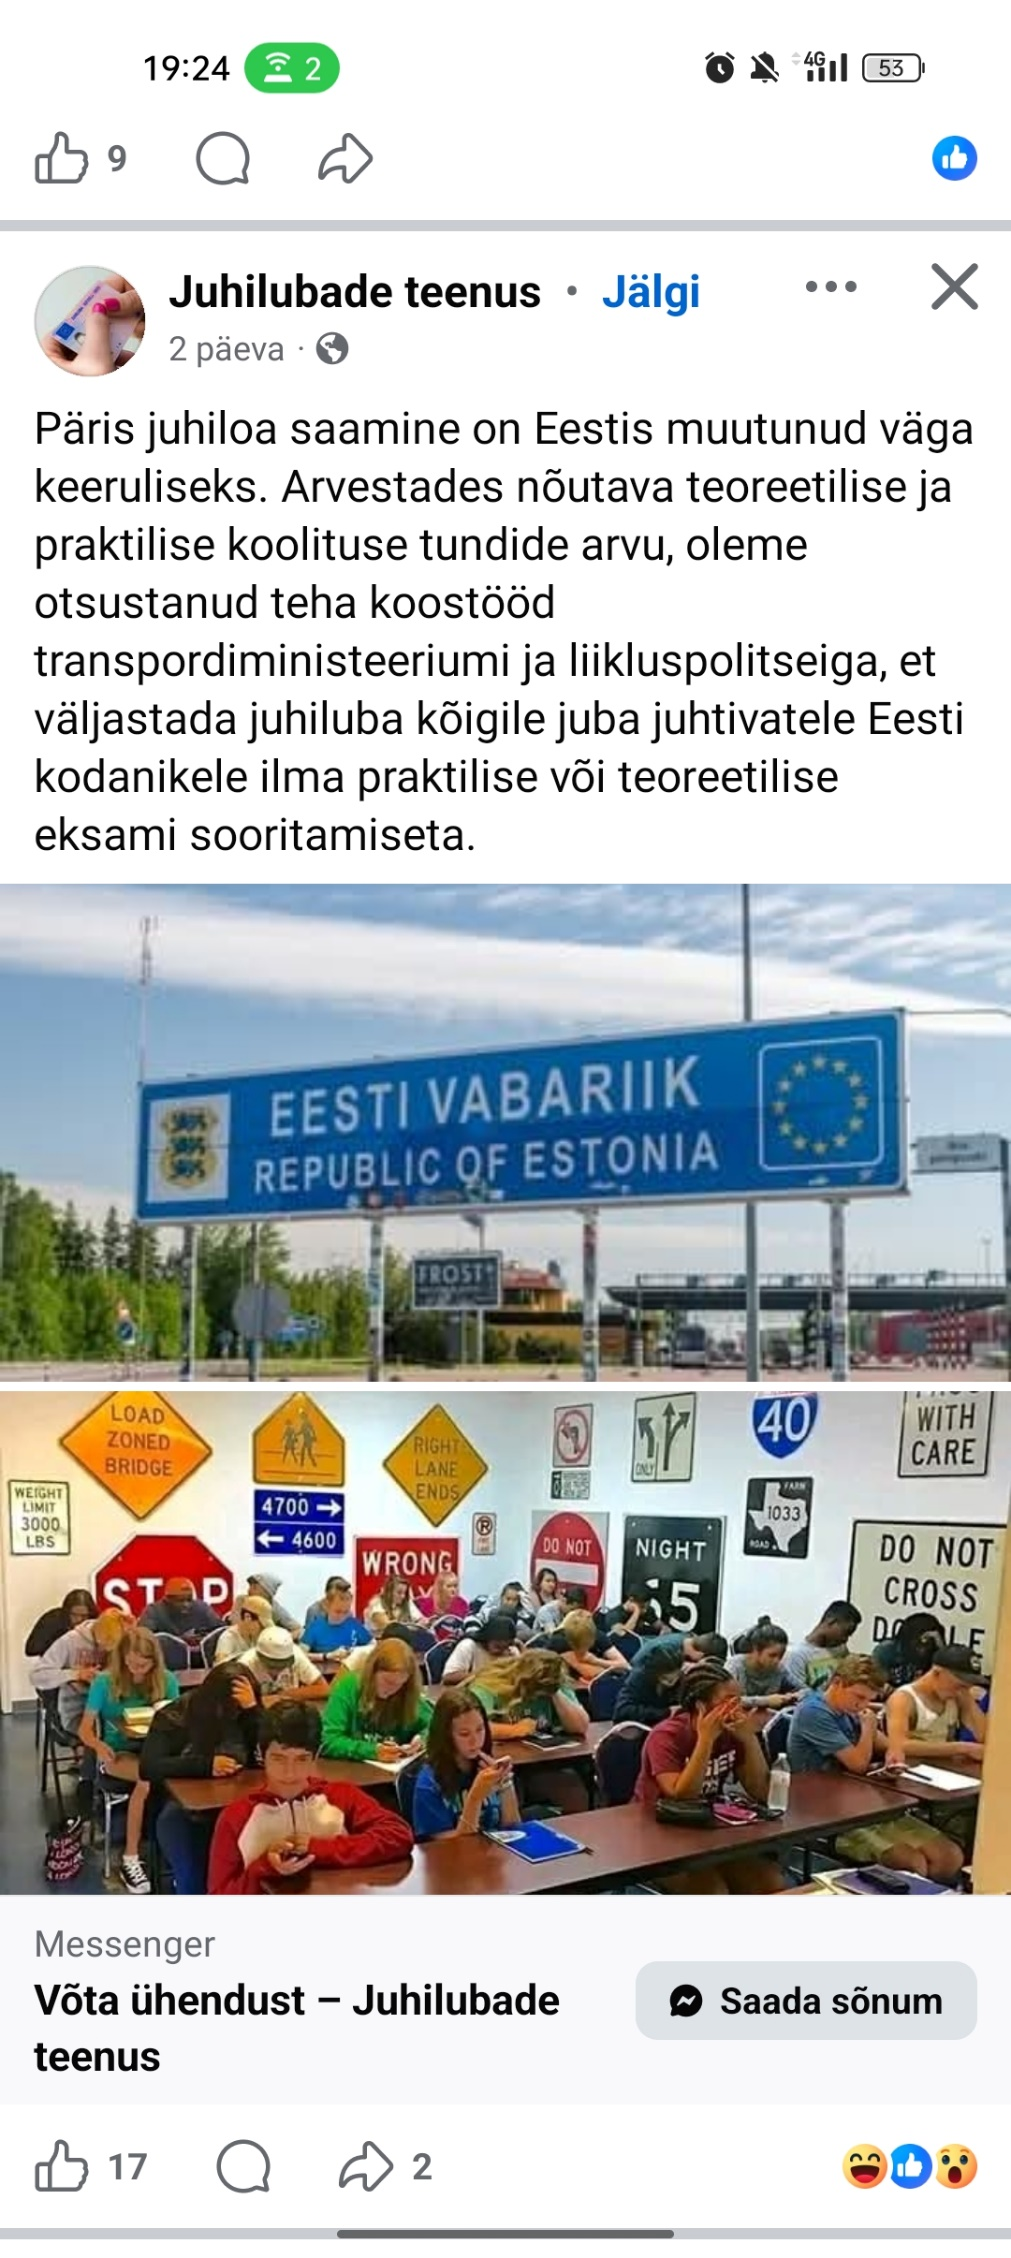 19:24
2
4G
53
9
Juhilubade teenus • Jälgi
2 päeva ·
Päris juhiloa saamine on Eestis muutunud väga
keeruliseks. Arvestades nõutava teoreetilise ja
praktilise koolituse tundide arvu, oleme
otsustanud teha koostööd
transpordiministeeriumi ja liikluspolitseiga, et
väljastada juhiluba kõigile juba juhtivatele Eesti
kodanikele ilma praktilise või teoreetilise
eksami sooritamiseta.
EESTI VABARIIK
REPUBLIC OF ESTONIA
FROST
LOAD
ZONED
BRIDGE
WEIGHT
LIMIT
3000
LBS
4700 →
← 4600
RIGHT
LANE
ENDS
ONLY
40
WITH
CARE
1033
ROAD
STOP
WRONG
DO NOT
NIGHT
DO NOT
CROSS
Messenger
Võta ühendust – Juhilubade
teenus
Saada sõnum
17
2